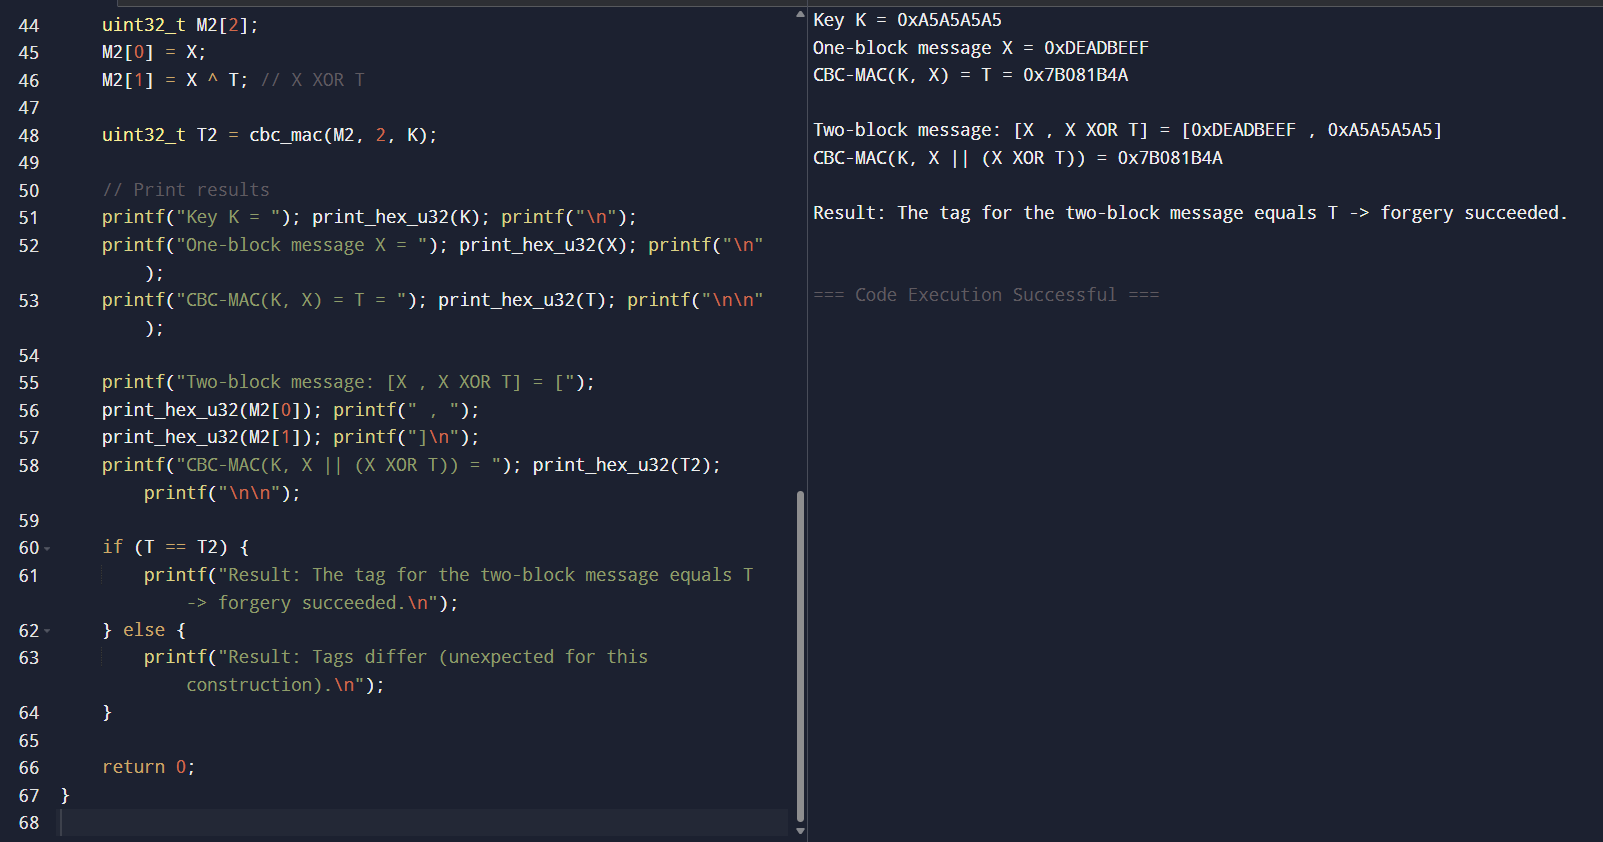 44 uint32_t M2[2];
45 M2[0] = X;
46 M2[1] = X ^ T; // X XOR T
47
48 uint32_t T2 = cbc_mac(M2, 2, K);
49
50 // Print results
51 printf("Key K = "); print_hex_u32(K); printf("\n");
52 printf("One-block message X = "); print_hex_u32(X); printf("\n"
);
53 printf("CBC-MAC(K, X) = T = "); print_hex_u32(T); printf("\n\n"
);
54
55 printf("Two-block message: [X , X XOR T] = [");
56 print_hex_u32(M2[0]); printf(" , ");
57 print_hex_u32(M2[1]); printf("]\n");
58 printf("CBC-MAC(K, X || (X XOR T)) = "); print_hex_u32(T2);
printf("\n\n");
59
60 if (T == T2) {
61 printf("Result: The tag for the two-block message equals T
-> forgery succeeded.\n");
62 } else {
63 printf("Result: Tags differ (unexpected for this
construction).\n");
64 }
65
66 return 0;
67 }
68
Key K = 0xA5A5A5A5
One-block message X = 0xDEADBEEF
CBC-MAC(K, X) = T = 0x7B081B4A
Two-block message: [X , X XOR T] = [0xDEADBEEF , 0xA5A5A5A5]
CBC-MAC(K, X || (X XOR T)) = 0x7B081B4A
Result: The tag for the two-block message equals T -> forgery succeeded.
=== Code Execution Successful ===